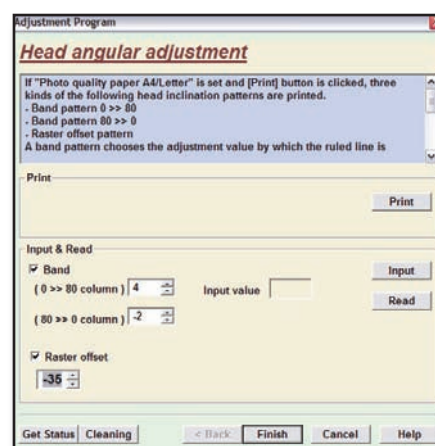 Adjustment Program
Head angular adjustment
If "Photo quality paper A4/Letter" is set and [Print] button is clicked, three
kinds of the following head inclination patterns are printed.
- Band pattern 0 >> 80
- Band pattern 80 >> 0
- Raster offset pattern
A band pattern chooses the adjustment value by which the ruled line is
Print
Print
Input & Read
Band
Input
( 0 >> 80 column ) 4 Input value
Read
( 80 >> 0 column ) -2
Raster offset
-35
Get Status Cleaning < Back Finish Cancel Help